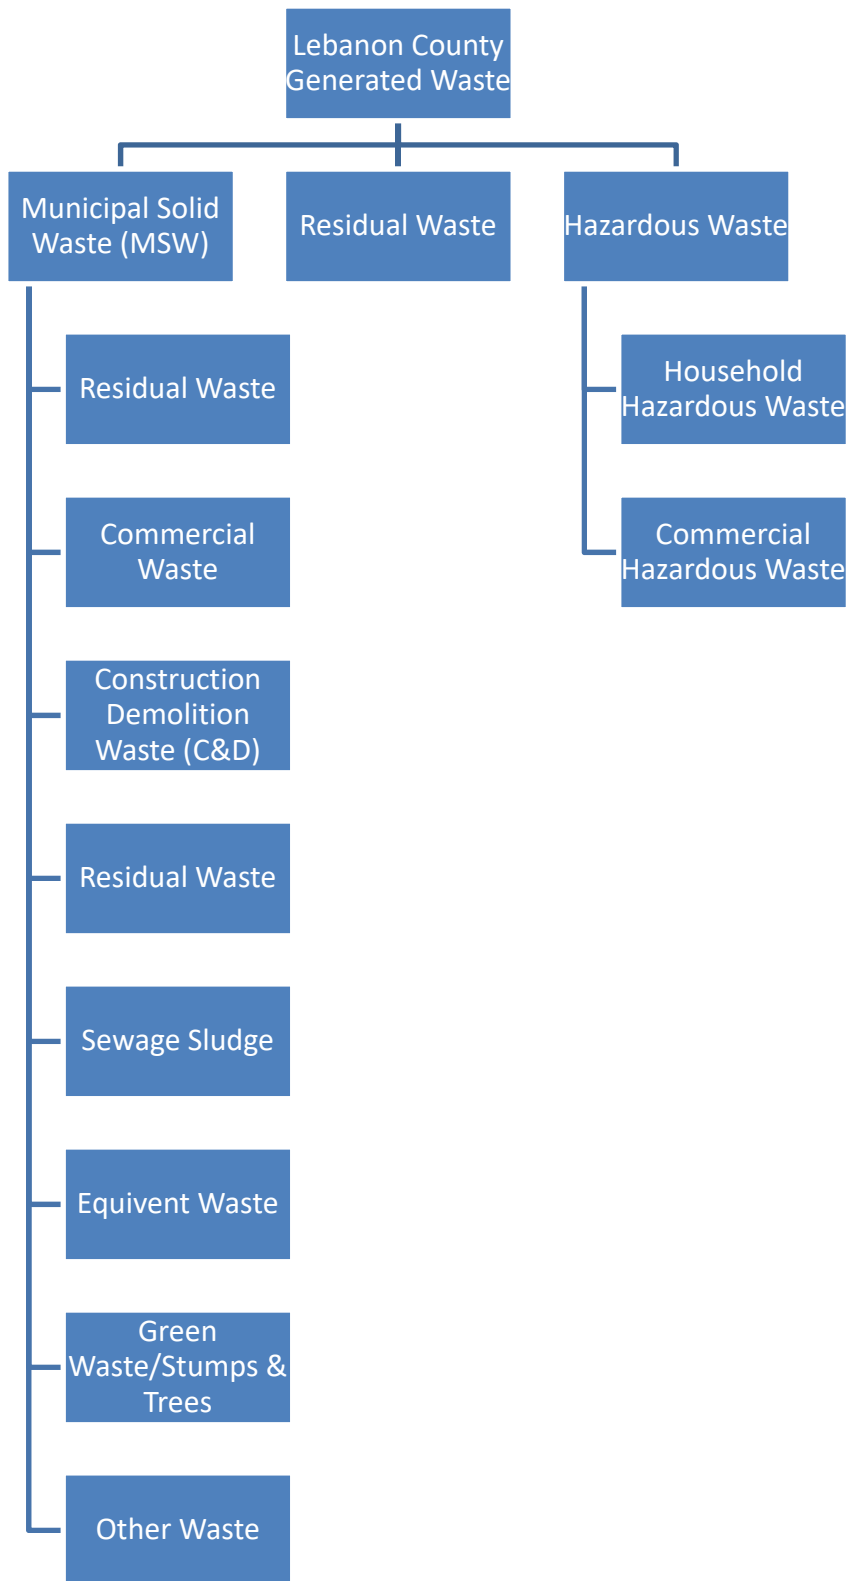 Lebanon County
Generated Waste
Municipal Solid
Waste (MSW)
Residual Waste
Hazardous Waste
Residual Waste
Commercial
Waste
Construction
Demolition
Waste (C&D)
Residual Waste
Sewage Sludge
Equivent Waste
Green
Waste/Stumps &
Trees
Other Waste
Household
Hazardous Waste
Commercial
Hazardous Waste